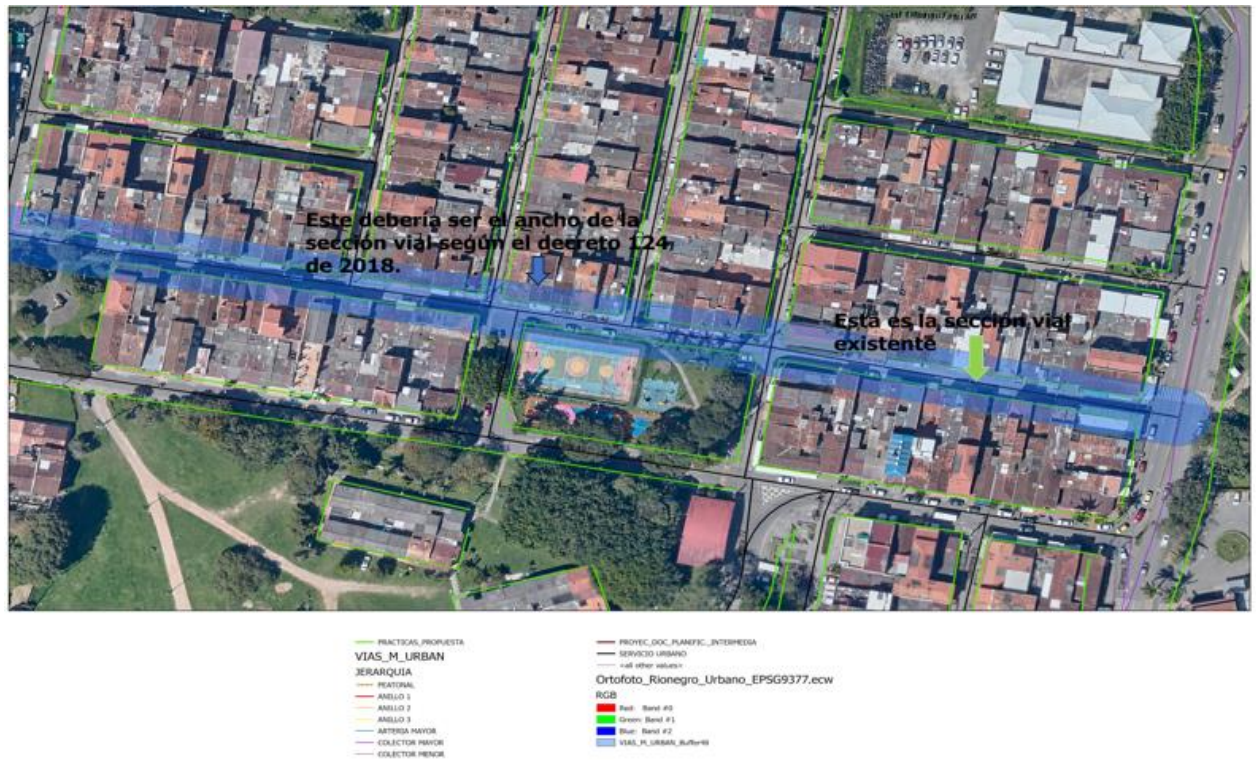 Este debería ser el ancho de la
sección vial según el decreto 124
de 2018.
Esta es la sección vial
existente
PRACTICAS_PROPUESTA
VIAS_M_URBAN
JERARQUIA
PEATONAL
ANILLO 1
ANILLO 2
ANILLO 3
ARTERIA MAYOR
COLECTOR MAYOR
COLECTOR MENOR
PROYEC_DOC_PLANIFIC._INTERMEDIA
SERVICIO URBANO
<all other values>
Ortofoto_Rionegro_Urbano_EPSG9377.ecw
RGB
Red: Band #0
Green: Band #1
Blue: Band #2